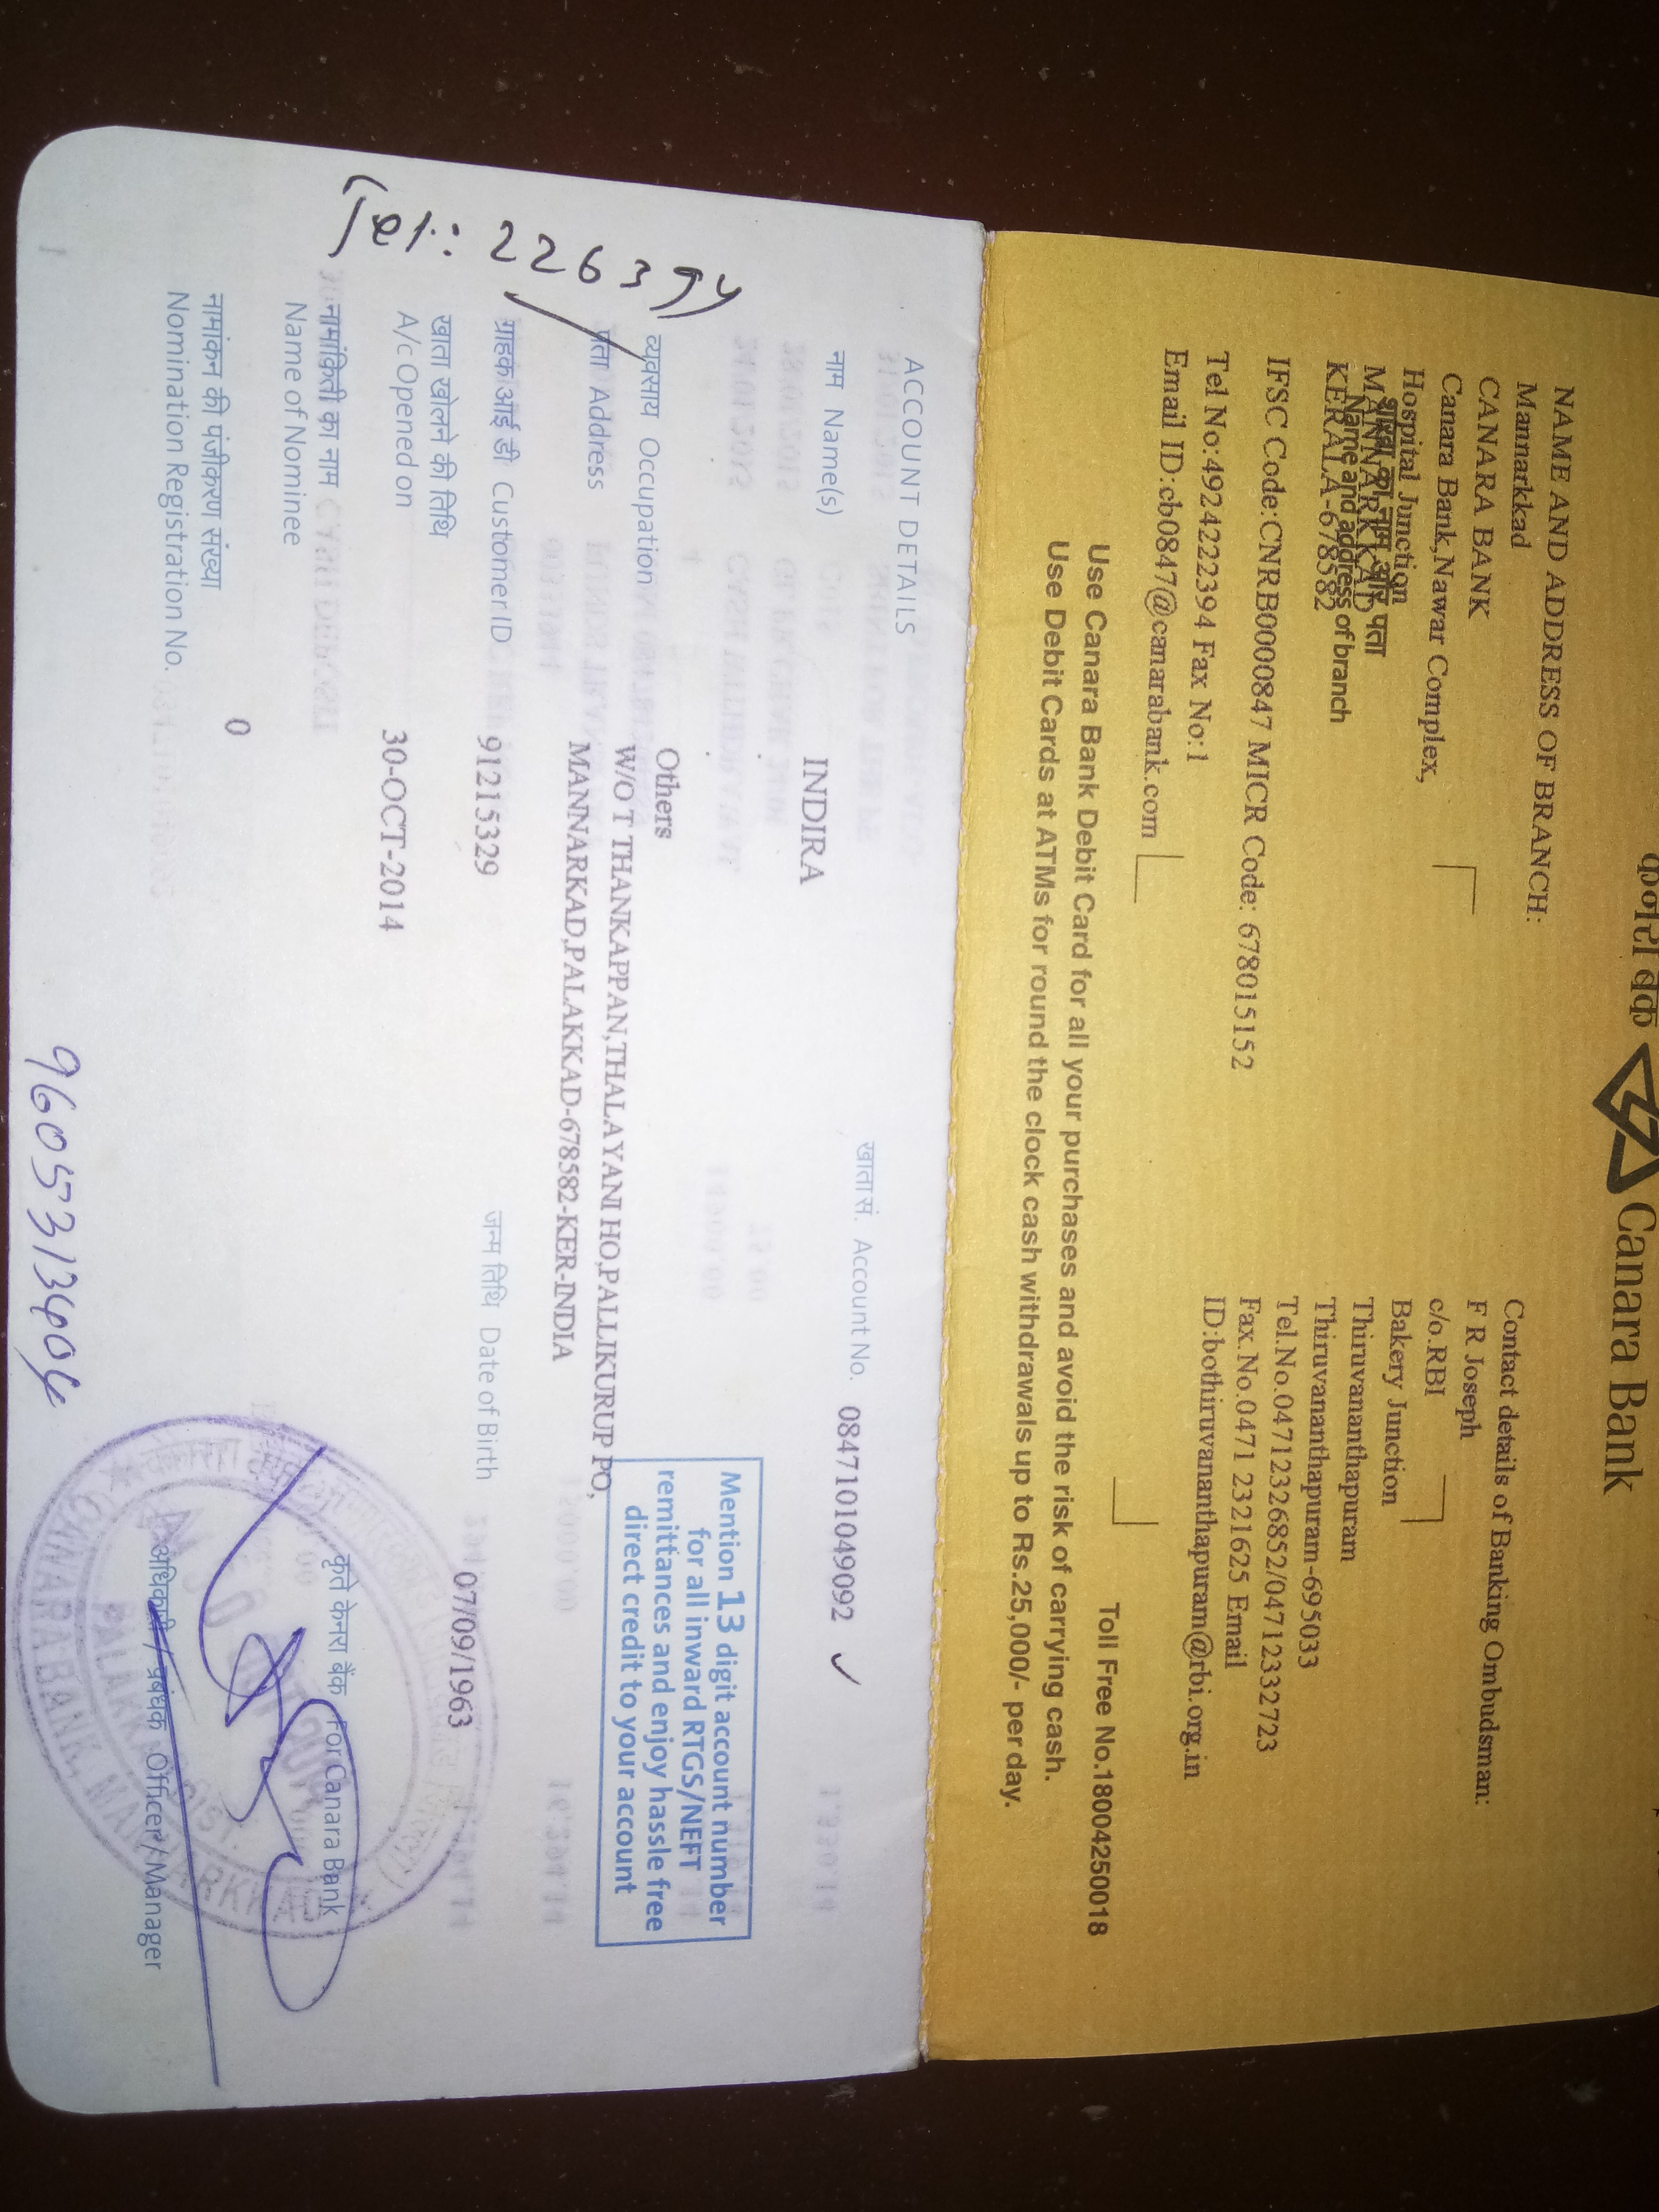 केनरा बैंक Canara Bank
NAME AND ADDRESS OF BRANCH:
Mannarkkad
CANARA BANK
Canara Bank,Nawar Complex,
Hospital Junction
MANNARKKAD
KERALA-678582
शाखा का नाम और पता
Name and address of branch
IFSC Code:CNRB0000847 MICR Code: 678015152
Tel No:4924222394 Fax No:1
Email ID:cb0847@canarabank.com
Contact details of Banking Ombudsman:
F R Joseph
c/o.RBI
Bakery Junction
Thiruvananthapuram
Thiruvananthapuram-695033
Tel.No.04712326852/04712332723
Fax.No.0471 2321625 Email
ID:bothiruvananthapuram@rbi.org.in
Toll Free No.18004250018
Use Canara Bank Debit Card for all your purchases and avoid the risk of carrying cash.
Use Debit Cards at ATMs for round the clock cash withdrawals up to Rs.25,000/- per day.
ACCOUNT DETAILS
खाता सं. Account No. 0847101049092
नाम Name(s) INDIRA
Mention 13 digit account number
for all inward RTGS/NEFT
remittances and enjoy hassle free
direct credit to your account
Tel.: 226394
व्यवसाय Occupation Others
पता Address W/O T THANKAPPAN,THALAYANI HO,PALLIKURUP PO,
MANNARKAD,PALAKKAD-678582-KER-INDIA
ग्राहक आई डी Customer ID 91215329
जन्म तिथि Date of Birth 07/09/1963
खाता खोलने की तिथि
A/c Opened on 30-OCT-2014
नामांकिती का नाम
Name of Nominee
कृते केनरा बैंक For Canara Bank
नामांकन की पंजीकरण संख्या 0
Nomination Registration No.
अधिकारी / प्रबंधक Officer / Manager
CANARA BANK, MANNARKKAD
PALAKKAD DIST.
9605313404
1